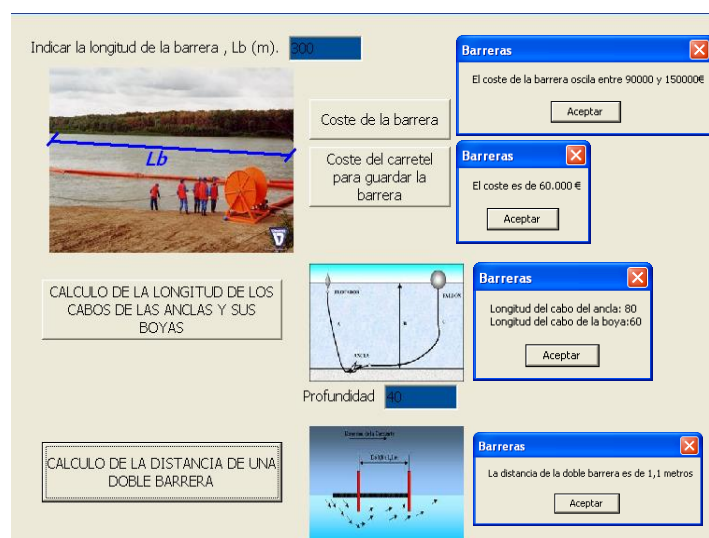 Indicar la longitud de la barrera , Lb (m). 300
Lb
Coste de la barrera
Coste del carretel
para guardar la
barrera
Barreras
El coste de la barrera oscila entre 90000 y 150000€
Aceptar
Barreras
El coste es de 60.000 €
Aceptar
CALCULO DE LA LONGITUD DE LOS
CABOS DE LAS ANCLAS Y SUS
BOYAS
ANCLA
Profundidad 40
Barreras
Longitud del cabo del ancla: 80
Longitud del cabo de la boya:60
Aceptar
CALCULO DE LA DISTANCIA DE UNA
DOBLE BARRERA
Barreras
La distancia de la doble barrera es de 1,1 metros
Aceptar